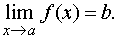 lim f(x) = b.
x→a